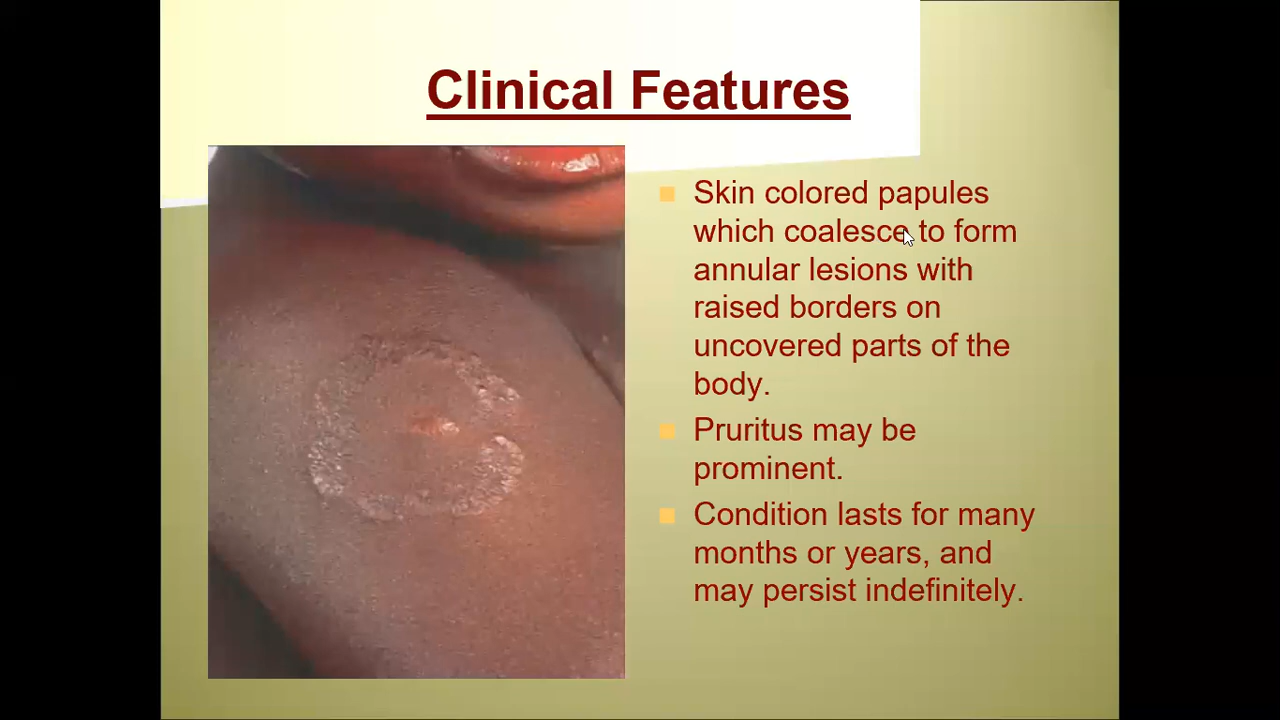 Clinical Features
Skin colored papules
which coalesce to form
annular lesions with
raised borders on
uncovered parts of the
body.
Pruritus may be
prominent.
Condition lasts for many
months or years, and
may persist indefinitely.